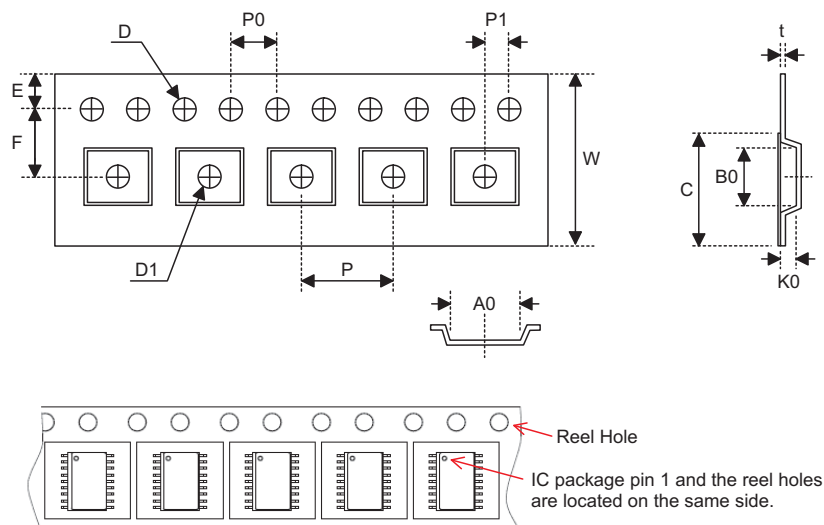 D
P0
P1
t
E
F
W
C
B0
D1
P
K0
A0
Reel Hole
IC package pin 1 and the reel holes
are located on the same side.